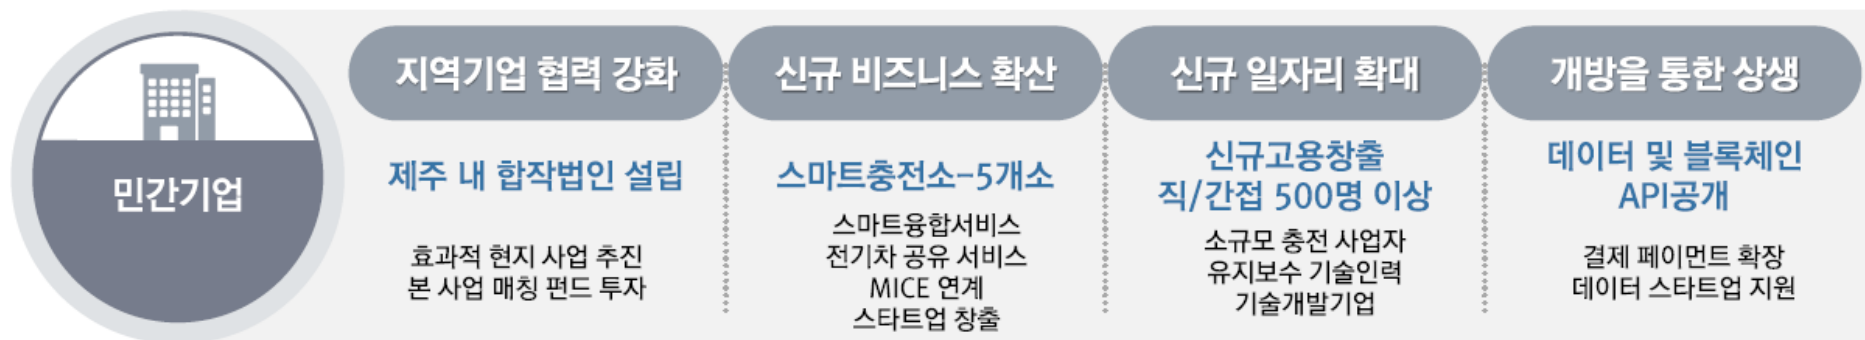 민간기업
지역기업 협력 강화
제주 내 합작법인 설립
효과적 현지 사업 추진
본 사업 매칭 펀드 투자
신규 비즈니스 확산
스마트충전소-5개소
스마트융합서비스
전기차 공유 서비스
MICE 연계
스타트업 창출
신규 일자리 확대
신규고용창출
직/간접 500명 이상
소규모 충전 사업자
유지보수 기술인력
기술개발기업
개방을 통한 상생
데이터 및 블록체인
API공개
결제 페이먼트 확장
데이터 스타트업 지원